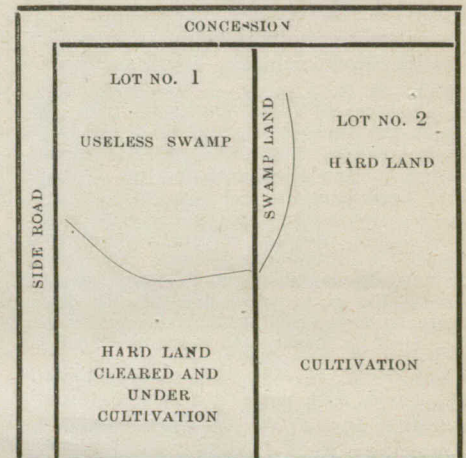 CONCESSION
LOT NO. 1
USELESS SWAMP
SIDE ROAD
HARD LAND
CLEARED AND
UNDER
CULTIVATION
SWAMP LAND
LOT NO. 2
HARD LAND
CULTIVATION